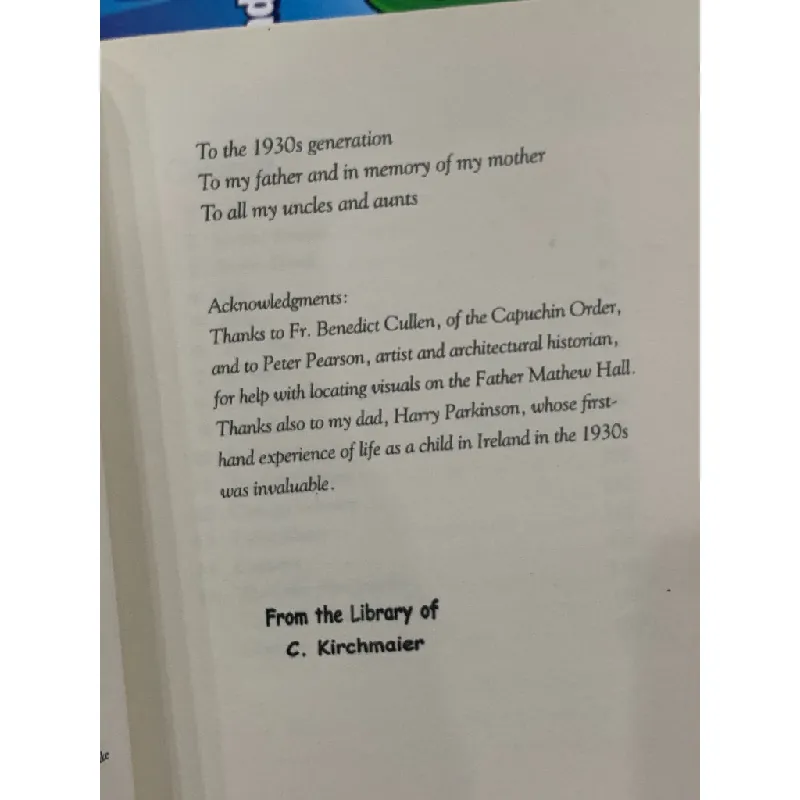 To the 1930s generation
To my father and in memory of my mother
To all my uncles and aunts
Acknowledgments:
Thanks to Fr. Benedict Cullen, of the Capuchin Order,
and to Peter Pearson, artist and architectural historian,
for help with locating visuals on the Father Mathew Hall.
Thanks also to my dad, Harry Parkinson, whose first-
hand experience of life as a child in Ireland in the 1930s
was invaluable.
From the Library of
C. Kirchmaier